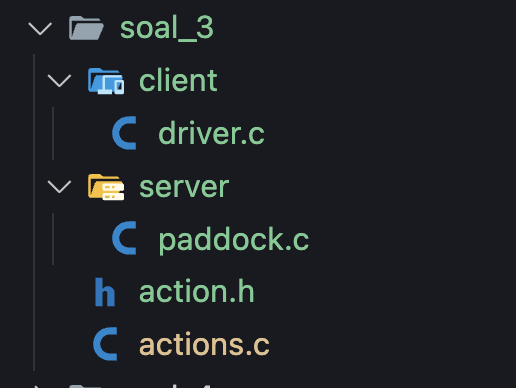 soal_3
client
C driver.c
server
C paddock.c
h action.h
C actions.c